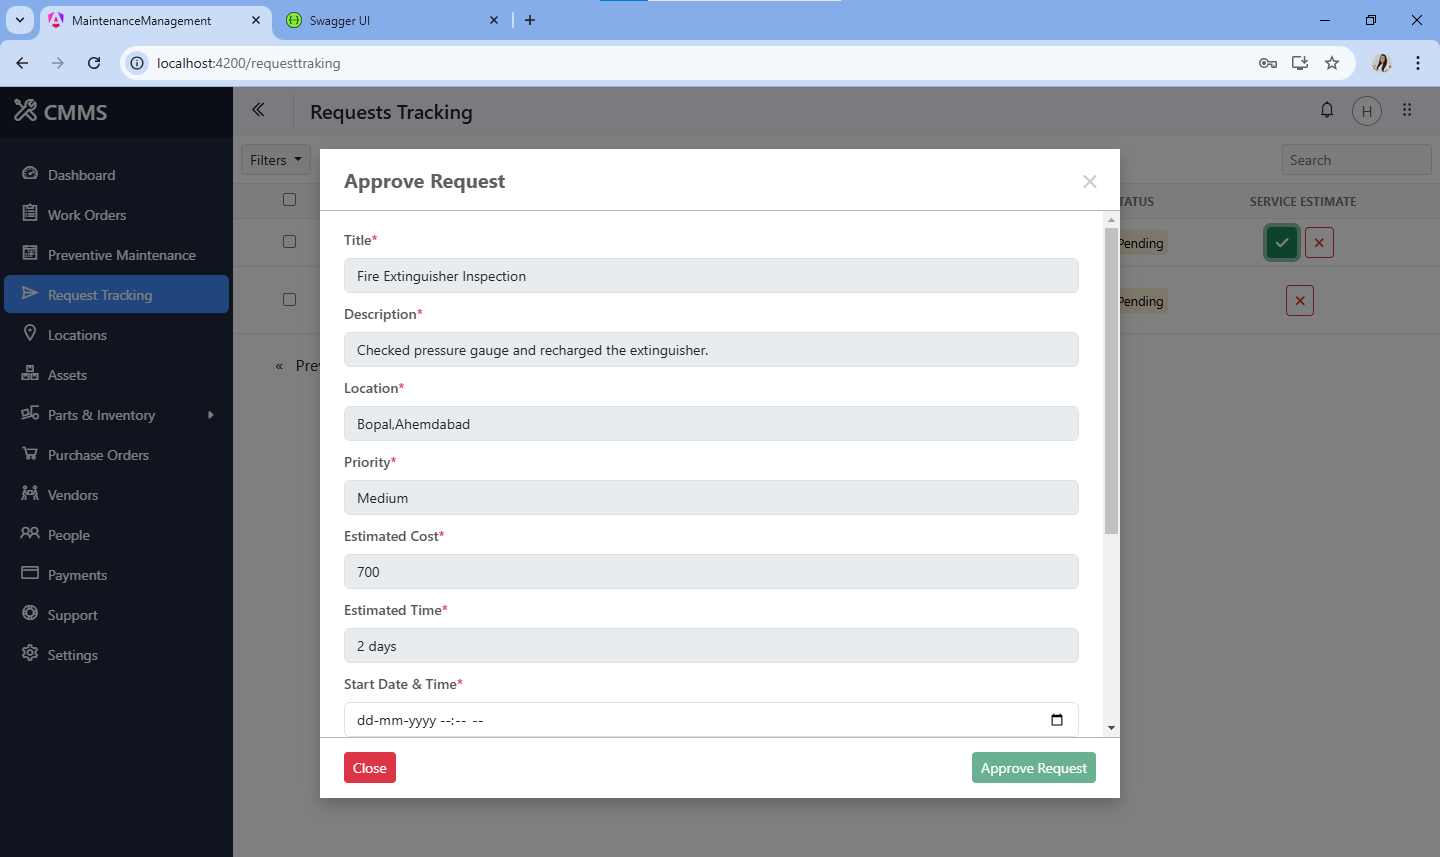 MaintenanceManagement
Swagger UI
localhost:4200/requesttraking
CMMS
Requests Tracking
H
Dashboard
Work Orders
Preventive Maintenance
Request Tracking
Locations
Assets
Parts & Inventory
Purchase Orders
Vendors
People
Payments
Support
Settings
Filters
Search
TATUS
SERVICE ESTIMATE
Pending
Pending
« Prev
Approve Request
Title*
Fire Extinguisher Inspection
Description*
Checked pressure gauge and recharged the extinguisher.
Location*
Bopal,Ahemdabad
Priority*
Medium
Estimated Cost*
700
Estimated Time*
2 days
Start Date & Time*
dd-mm-yyyy --:-- --
Close
Approve Request